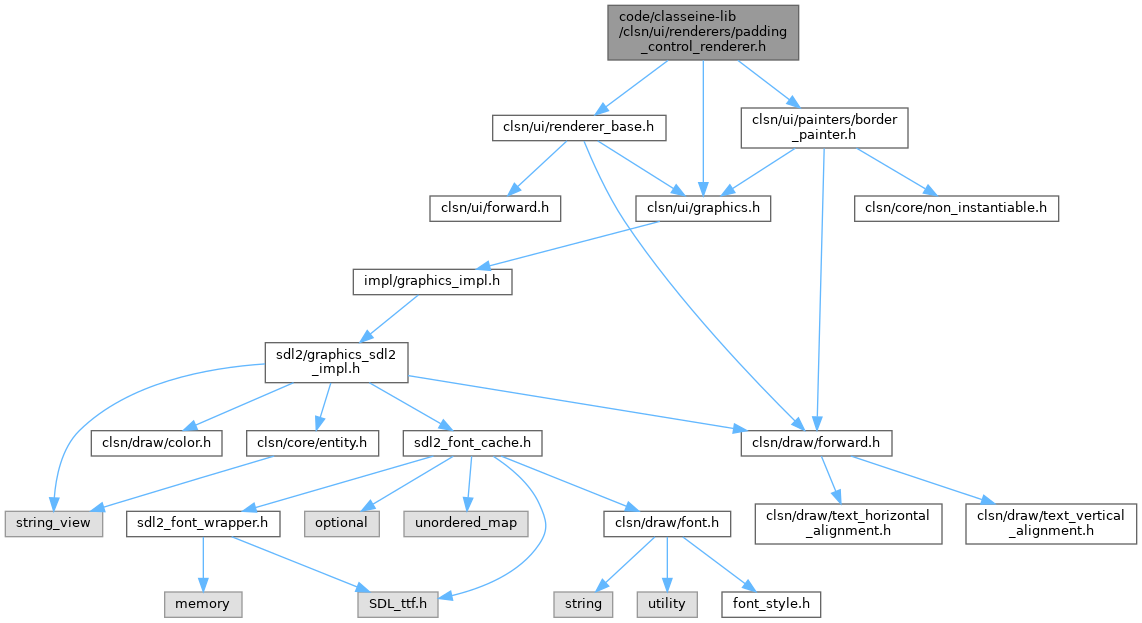 code/classeine-lib
/clsn/ui/renderers/padding
_control_renderer.h
clsn/ui/painters/border
_painter.h
clsn/ui/renderer_base.h
clsn/ui/forward.h
clsn/ui/graphics.h
clsn/core/non_instantiable.h
impl/graphics_impl.h
sdl2/graphics_sdl2
_impl.h
clsn/draw/color.h
clsn/core/entity.h
sdl2_font_cache.h
clsn/draw/forward.h
string_view
sdl2_font_wrapper.h
optional
unordered_map
clsn/draw/font.h
clsn/draw/text_horizontal
_alignment.h
clsn/draw/text_vertical
_alignment.h
memory
SDL_ttf.h
string
utility
font_style.h